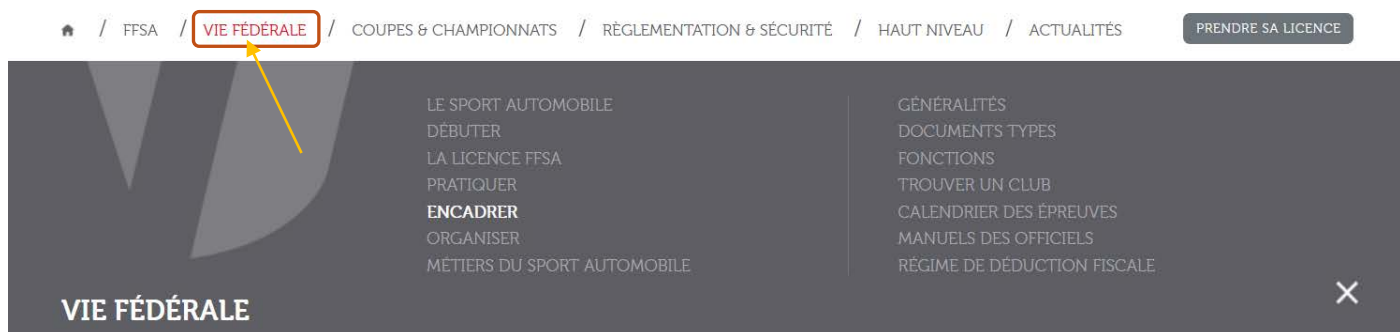 / FFSA / VIE FÉDÉRALE / COUPES & CHAMPIONNATS / RÈGLEMENTATION & SÉCURITÉ / HAUT NIVEAU / ACTUALITÉS PRENDRE SA LICENCE
LE SPORT AUTOMOBILE
DÉBUTER
LA LICENCE FFSA
PRATIQUER
ENCADRER
ORGANISER
MÉTIERS DU SPORT AUTOMOBILE
GÉNÉRALITÉS
DOCUMENTS TYPES
FONCTIONS
TROUVER UN CLUB
CALENDRIER DES ÉPREUVES
MANUELS DES OFFICIELS
RÉGIME DE DÉDUCTION FISCALE
VIE FÉDÉRALE